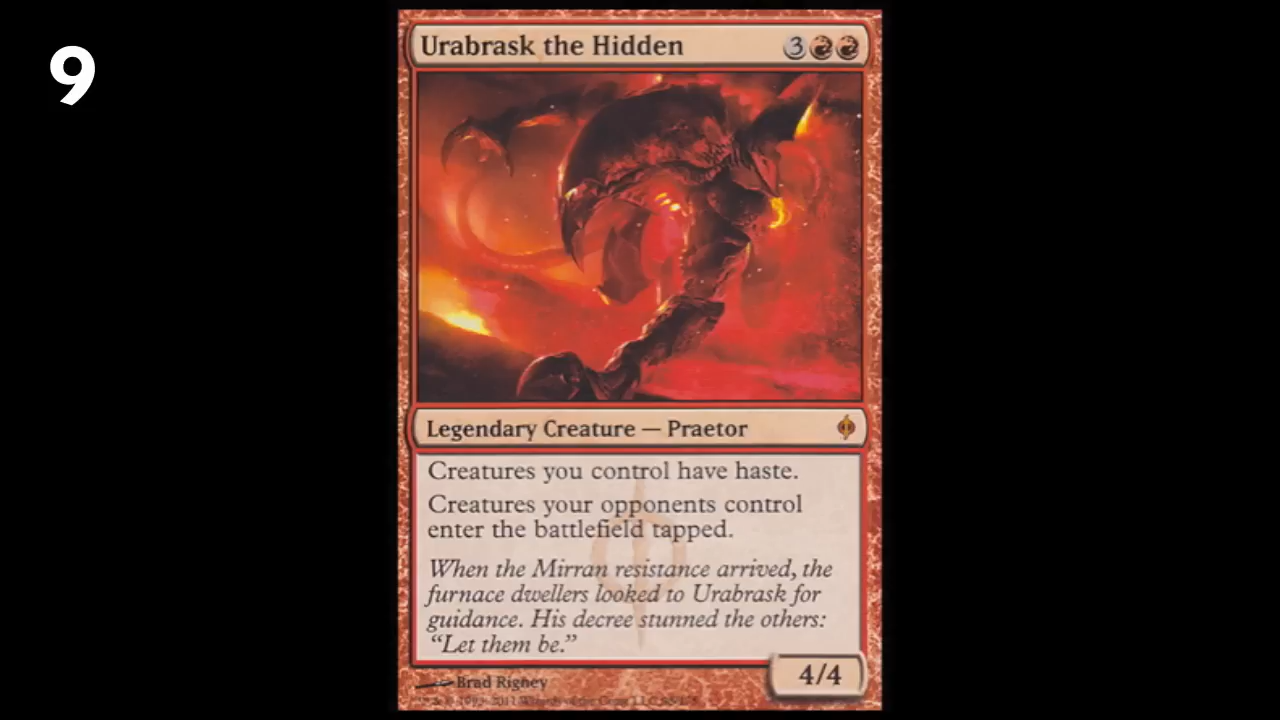 9
Urabrask the Hidden 3
Legendary Creature — Praetor
Creatures you control have haste.
Creatures your opponents control
enter the battlefield tapped.
When the Mirran resistance arrived, the
furnace dwellers looked to Urabrask for
guidance. His decree stunned the others:
“Let them be.”
4/4
Brad Rigney